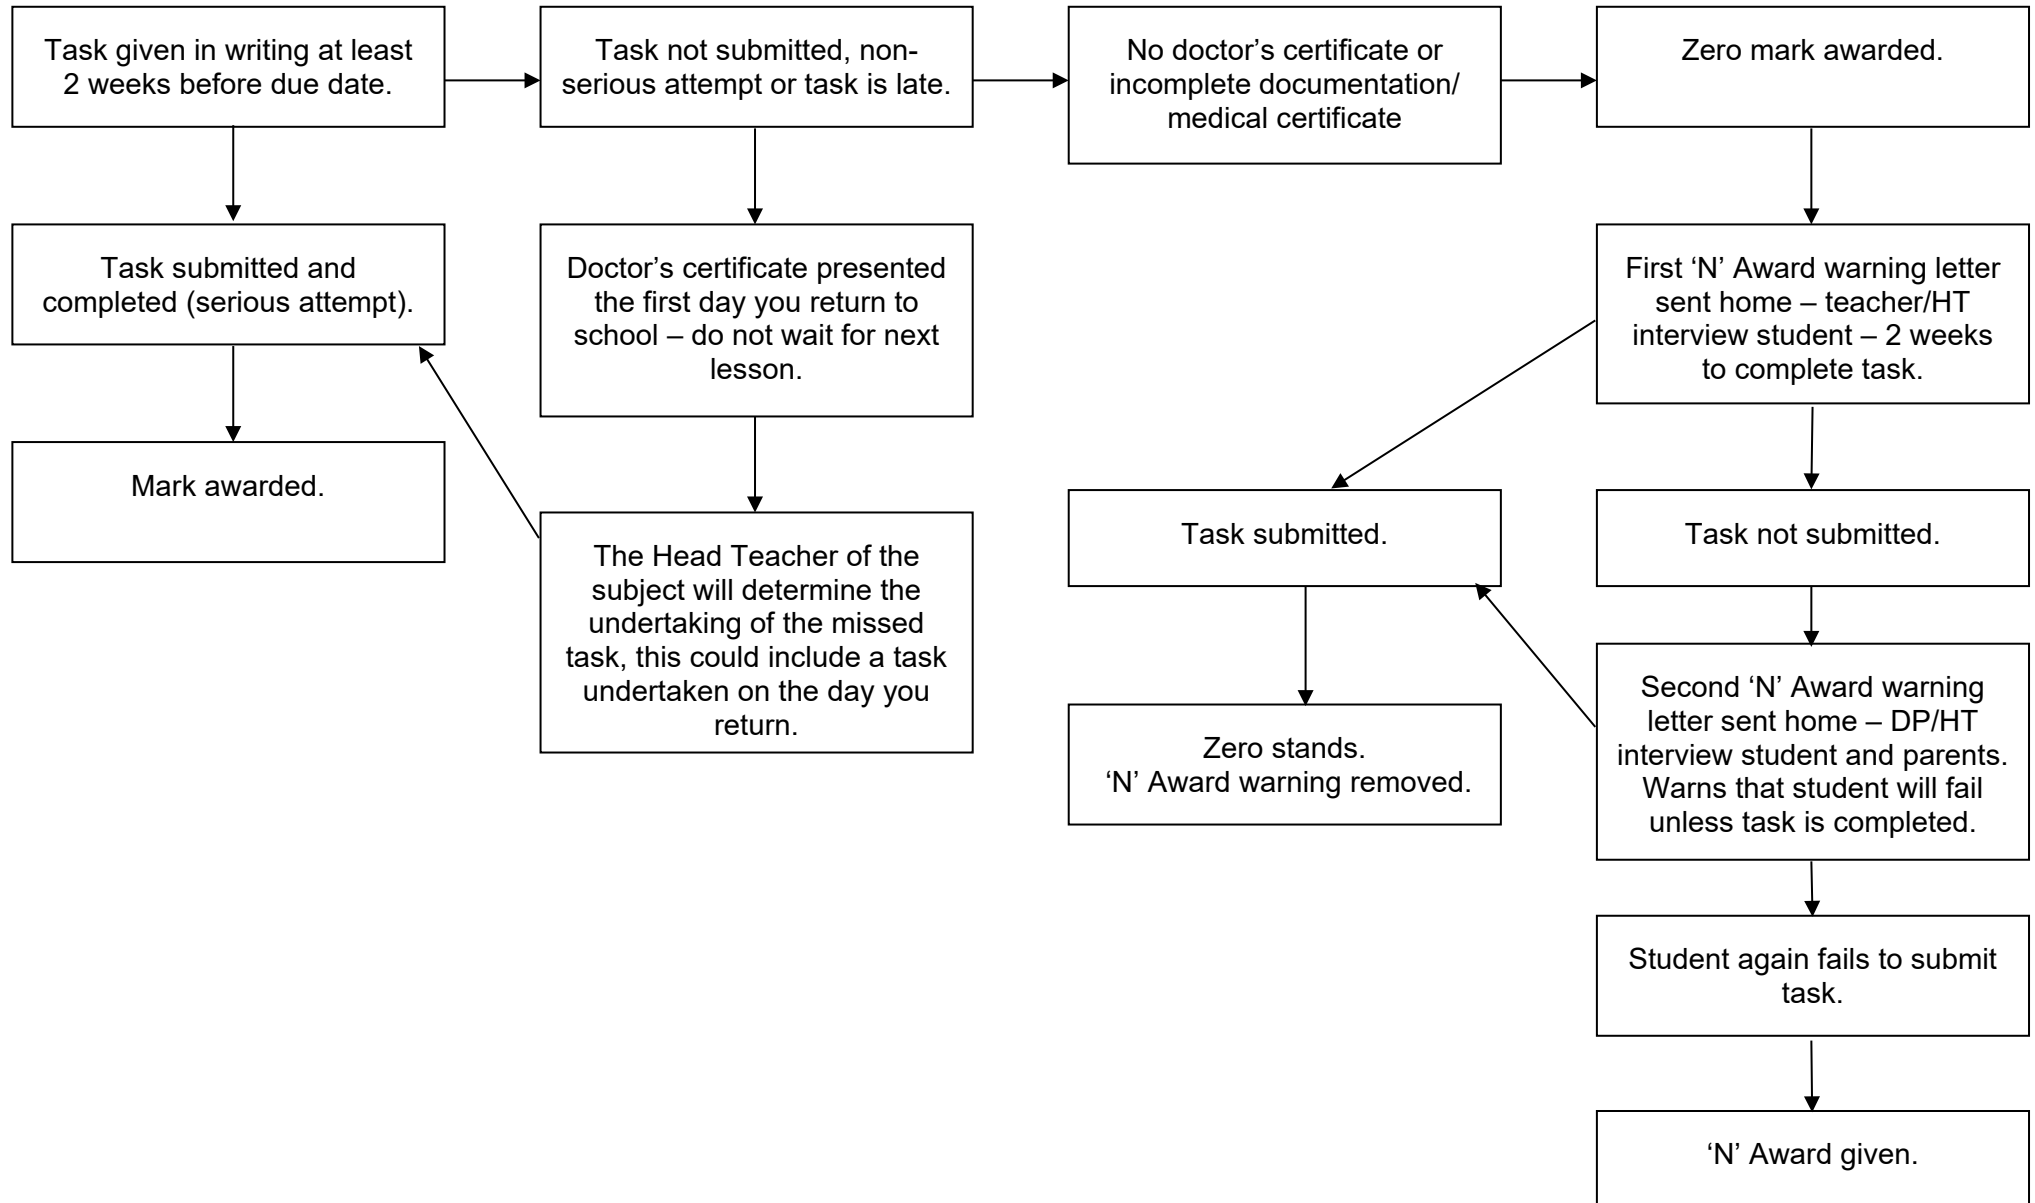 Task given in writing at least
2 weeks before due date.
Task not submitted, non-
serious attempt or task is late.
No doctor’s certificate or
incomplete documentation/
medical certificate
Zero mark awarded.
Task submitted and
completed (serious attempt).
Doctor’s certificate presented
the first day you return to
school – do not wait for next
lesson.
First ‘N’ Award warning letter
sent home – teacher/HT
interview student – 2 weeks
to complete task.
Mark awarded.
The Head Teacher of the
subject will determine the
undertaking of the missed
task, this could include a task
undertaken on the day you
return.
Task submitted.
Task not submitted.
Zero stands.
‘N’ Award warning removed.
Second ‘N’ Award warning
letter sent home – DP/HT
interview student and parents.
Warns that student will fail
unless task is completed.
Student again fails to submit
task.
‘N’ Award given.